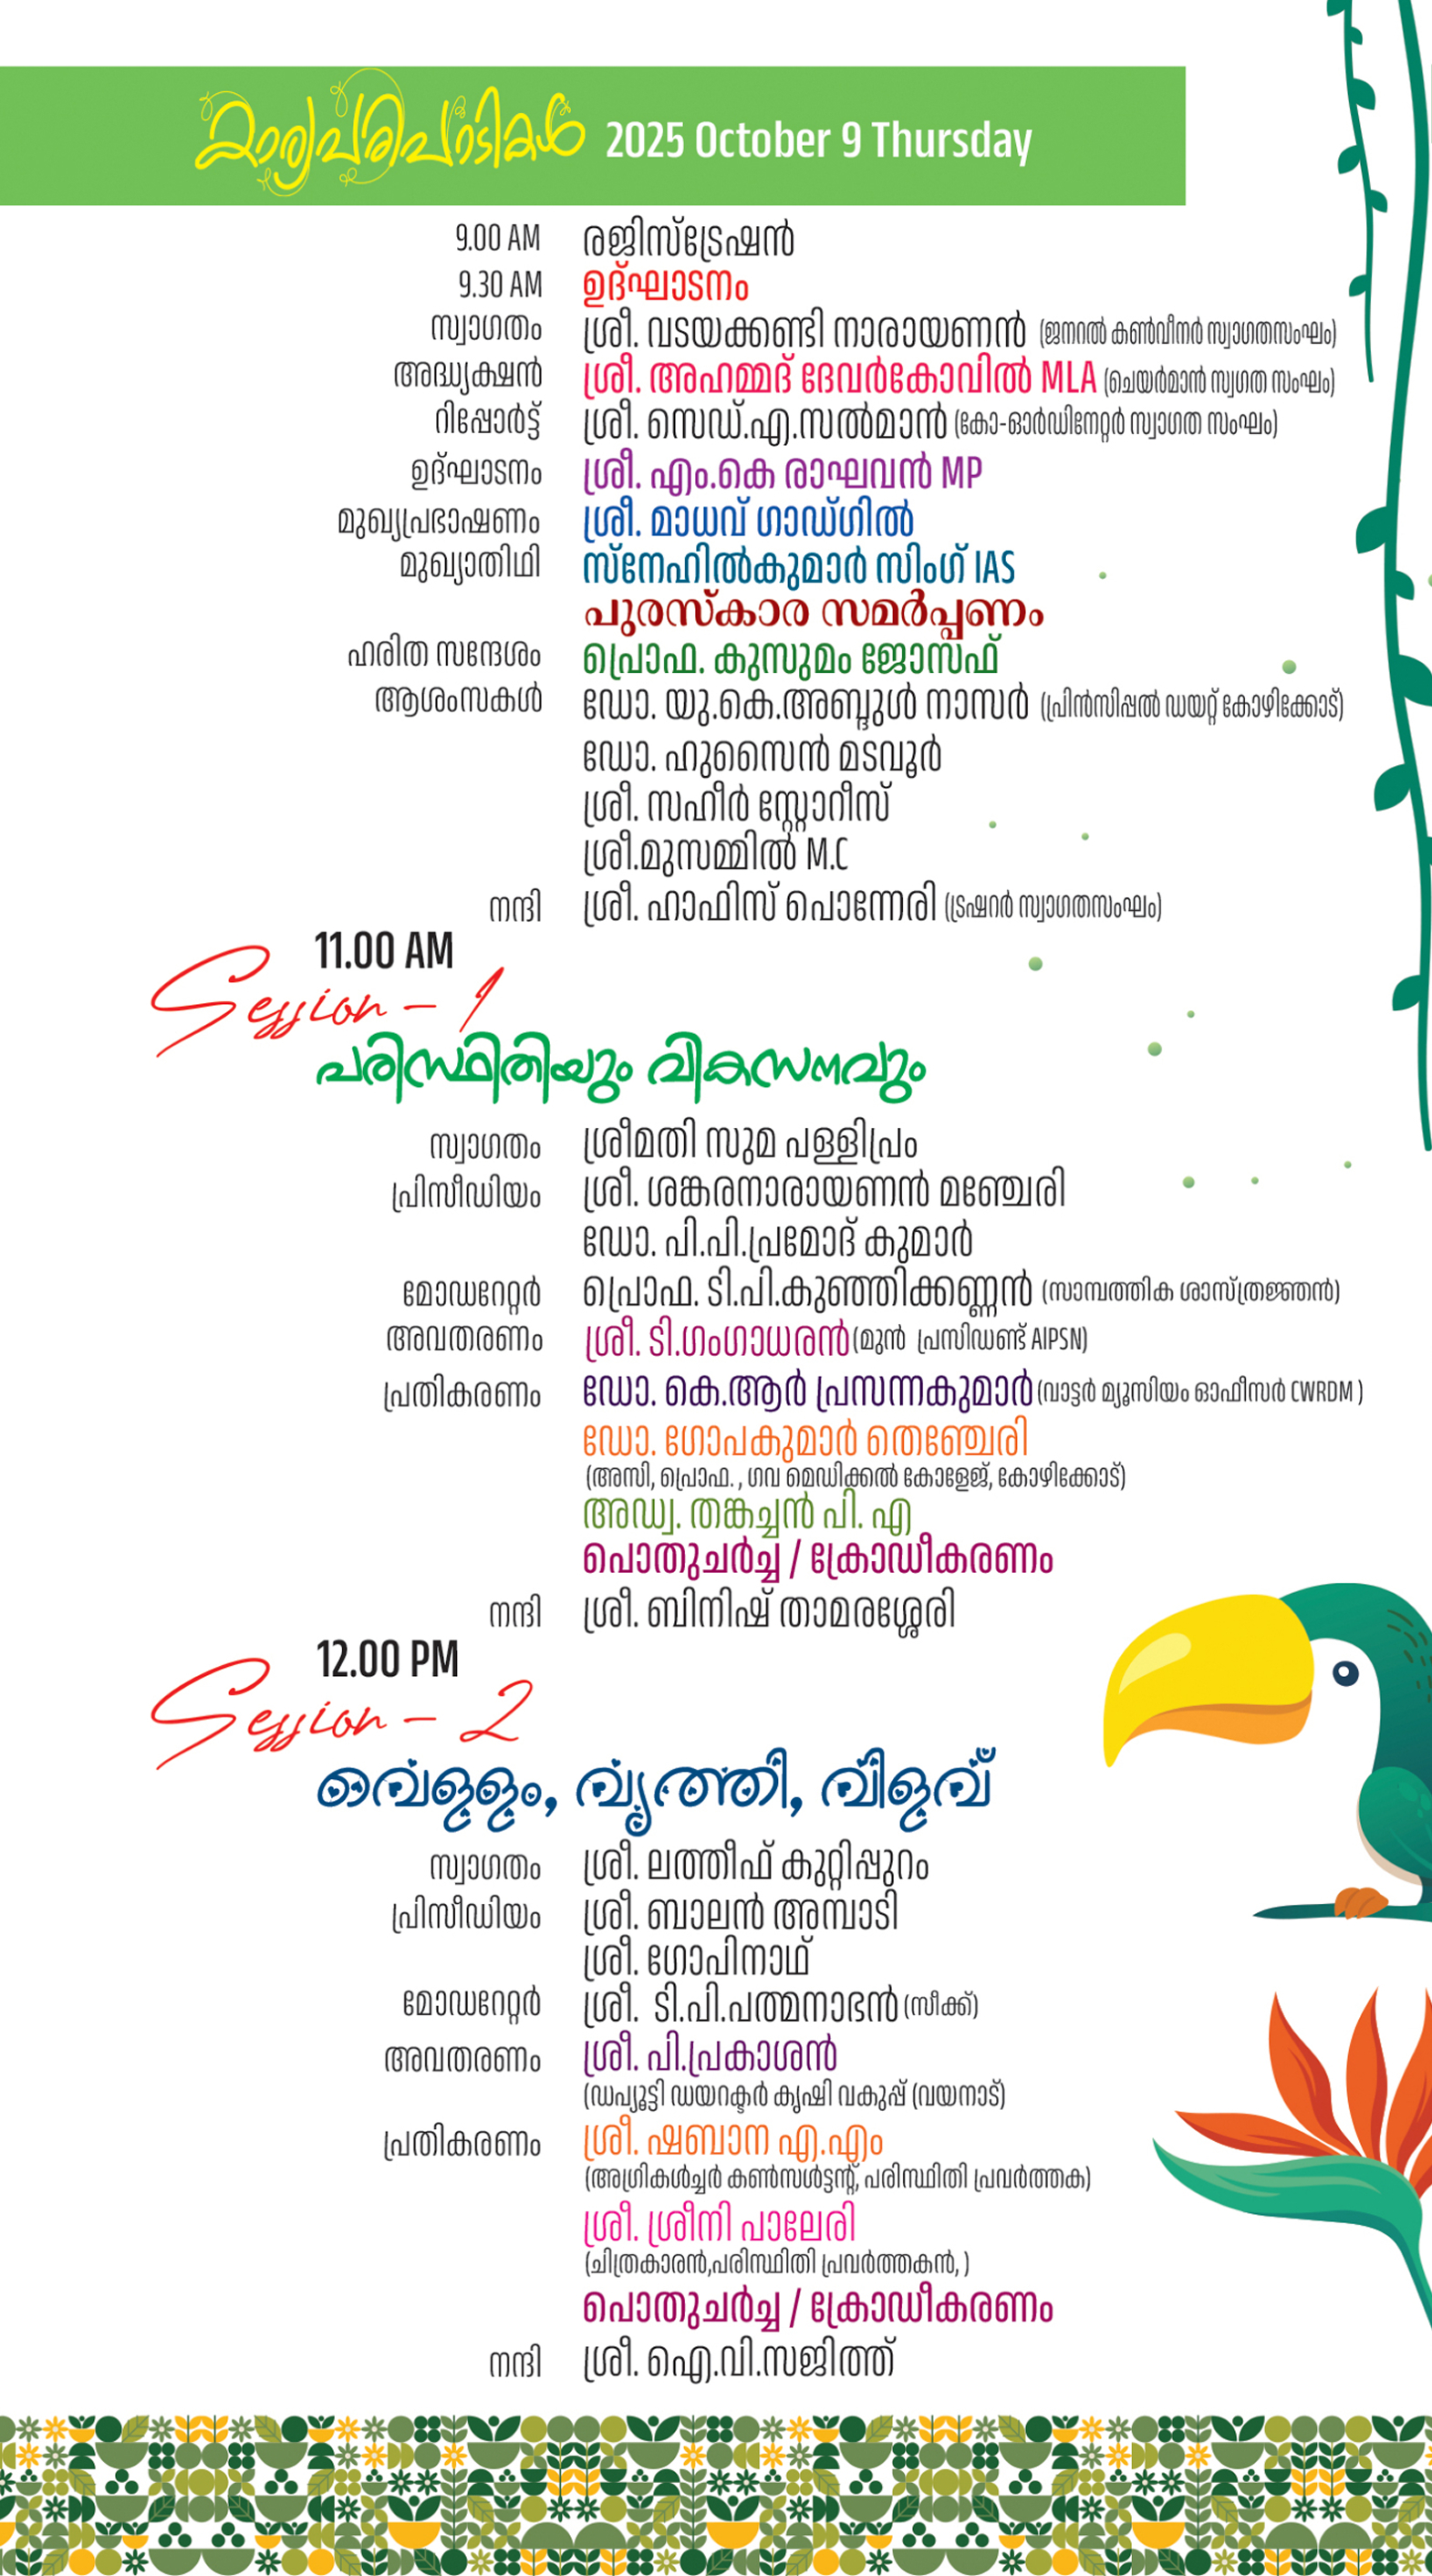 കാര്യപരിപാടികൾ 2025 October 9 Thursday
9.00 AM രജിസ്ട്രേഷൻ
9.30 AM ഉദ്ഘാടനം
സ്വാഗതം ശ്രീ. വടയക്കണ്ടി നാരായണൻ (ജനറൽ കൺവീനർ സ്വാഗതസംഘം)
അദ്ധ്യക്ഷൻ ശ്രീ. അഹമ്മദ് ദേവർകോവിൽ MLA (ചെയർമാൻ സ്വഗത സംഘം)
റിപ്പോർട്ട് ശ്രീ. സെഡ്.എ.സൽമാൻ (കോ-ഓർഡിനേറ്റർ സ്വാഗത സംഘം)
ഉദ്ഘാടനം ശ്രീ. എം.കെ രാഘവൻ MP
മുഖ്യപ്രഭാഷണം ശ്രീ. മാധവ് ഗാഡ്ഗിൽ
മുഖ്യാതിഥി സ്നേഹിൽകുമാർ സിംഗ് IAS
പുരസ്കാര സമർപ്പണം
ഹരിത സന്ദേശം പ്രൊഫ. കുസുമം ജോസഫ്
ആശംസകൾ ഡോ. യു.കെ.അബ്ദുൾ നാസർ (പ്രിൻസിപ്പൽ ഡയറ്റ് കോഴിക്കോട്)
ഡോ. ഹുസൈൻ മടവൂർ
ശ്രീ. സഹീർ സ്റ്റോറീസ്
ശ്രീ.മുസമ്മിൽ M.C
നന്ദി ശ്രീ. ഹാഫിസ് പൊന്നേരി (ട്രഷറർ സ്വാഗതസംഘം)
11.00 AM
Session - 1
പരിസ്ഥിതിയും വികസനവും
സ്വാഗതം ശ്രീമതി സുമ പള്ളിപ്രം
പ്രിസീഡിയം ശ്രീ. ശങ്കരനാരായണൻ മഞ്ചേരി
ഡോ. പി.പി.പ്രമോദ് കുമാർ
മോഡറേറ്റർ പ്രൊഫ. ടി.പി.കുഞ്ഞിക്കണ്ണൻ (സാമ്പത്തിക ശാസ്ത്രജ്ഞൻ)
അവതരണം ശ്രീ. ടി.ഗംഗാധരൻ (മുൻ പ്രസിഡണ്ട് AIPSN)
പ്രതികരണം ഡോ. കെ.ആർ പ്രസന്നകുമാർ (വാട്ടർ മ്യൂസിയം ഓഫീസർ CWRDM )
ഡോ. ഗോപകുമാർ തെഞ്ചേരി
(അസി, പ്രൊഫ. , ഗവ മെഡിക്കൽ കോളേജ്, കോഴിക്കോട്)
അഡ്വ. തങ്കച്ചൻ പി. എ
പൊതുചർച്ച / ക്രോഡീകരണം
നന്ദി ശ്രീ. ബിനിഷ് താമരശ്ശേരി
12.00 PM
Session - 2
വെള്ളം, വൃത്തി, വിളവ്
സ്വാഗതം ശ്രീ. ലത്തീഫ് കുറ്റിപ്പുറം
പ്രിസീഡിയം ശ്രീ. ബാലൻ അമ്പാടി
ശ്രീ. ഗോപിനാഥ്
മോഡറേറ്റർ ശ്രീ. ടി.പി.പത്മനാഭൻ (സീക്ക്)
അവതരണം ശ്രീ. പി.പ്രകാശൻ
(ഡപ്യൂട്ടി ഡയറക്ടർ കൃഷി വകുപ്പ് (വയനാട്)
പ്രതികരണം ശ്രീ. ഷബാന എ.എം
(അഗ്രികൾച്ചർ കൺസൾട്ടന്റ്, പരിസ്ഥിതി പ്രവർത്തക)
ശ്രീ. ശ്രീനി പാലേരി
(ചിത്രകാരൻ,പരിസ്ഥിതി പ്രവർത്തകൻ, )
പൊതുചർച്ച / ക്രോഡീകരണം
നന്ദി ശ്രീ. ഐ.വി.സജിത്ത്